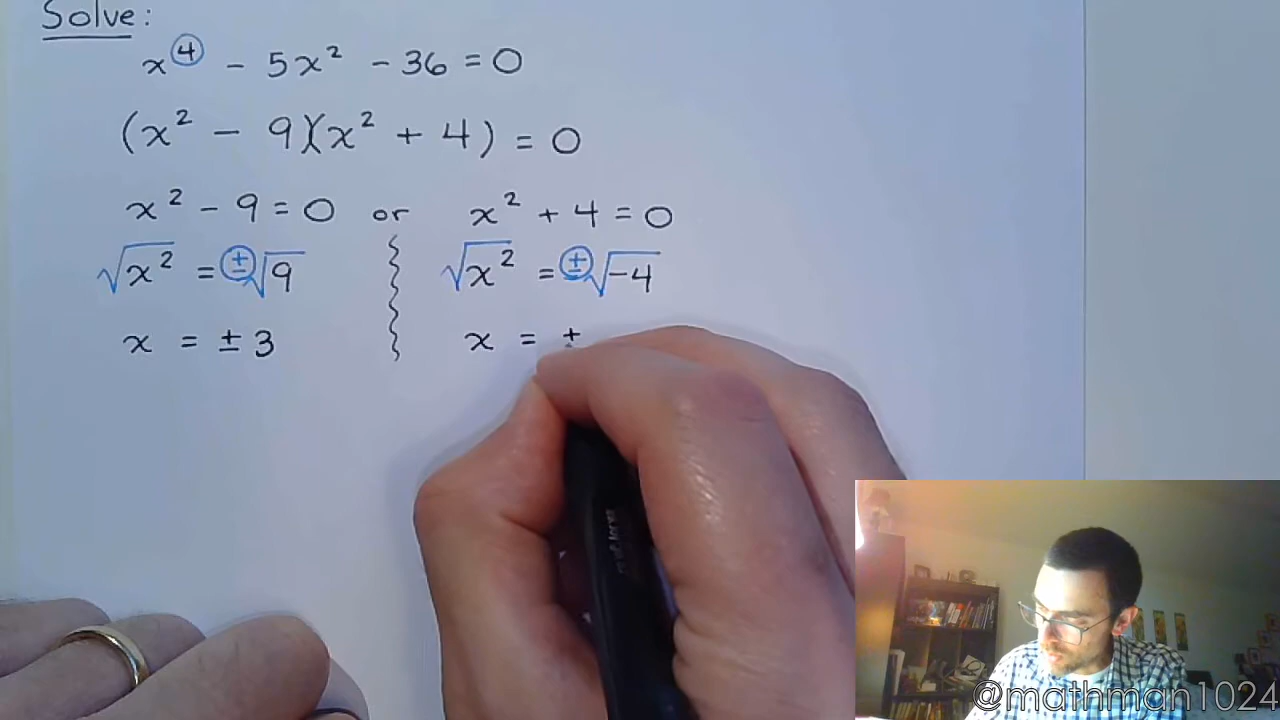 Solve:
x⁴ - 5x² - 36 = 0
(x² - 9)(x² + 4) = 0
x² - 9 = 0 or x² + 4 = 0
√x² = ±√9 √x² = ±√-4
x = ±3 x = ±
@mathman1024